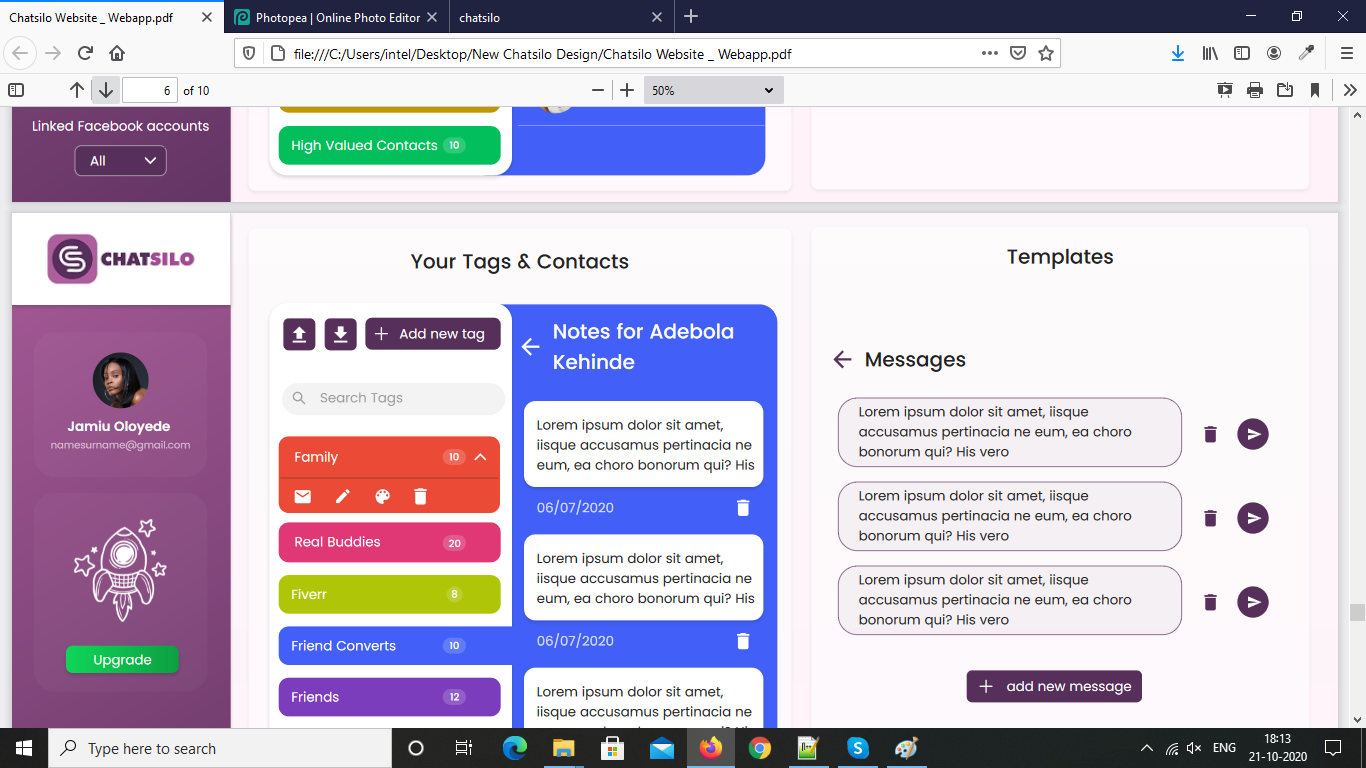 Chatsilo Website _ Webapp.pdf
Photopea | Online Photo Editor
chatsilo
file:///C:/Users/intel/Desktop/New Chatsilo Design/Chatsilo Website _ Webapp.pdf
6 of 10
50%
Linked Facebook accounts
All
High Valued Contacts 10
CHATSILO
Jamiu Oloyede
namesurname@gmail.com
Upgrade
Your Tags & Contacts
Add new tag
Search Tags
Family 10
Real Buddies 20
Fiverr 8
Friend Converts 10
Friends 12
Notes for Adebola
Kehinde
Lorem ipsum dolor sit amet,
iisque accusamus pertinacia ne
eum, ea choro bonorum qui? His
06/07/2020
Lorem ipsum dolor sit amet,
iisque accusamus pertinacia ne
eum, ea choro bonorum qui? His
06/07/2020
Lorem ipsum dolor sit amet,
iisque accusamus pertinacia ne
Templates
Messages
Lorem ipsum dolor sit amet, iisque
accusamus pertinacia ne eum, ea choro
bonorum qui? His vero
Lorem ipsum dolor sit amet, iisque
accusamus pertinacia ne eum, ea choro
bonorum qui? His vero
Lorem ipsum dolor sit amet, iisque
accusamus pertinacia ne eum, ea choro
bonorum qui? His vero
add new message
Type here to search
ENG
18:13
21-10-2020